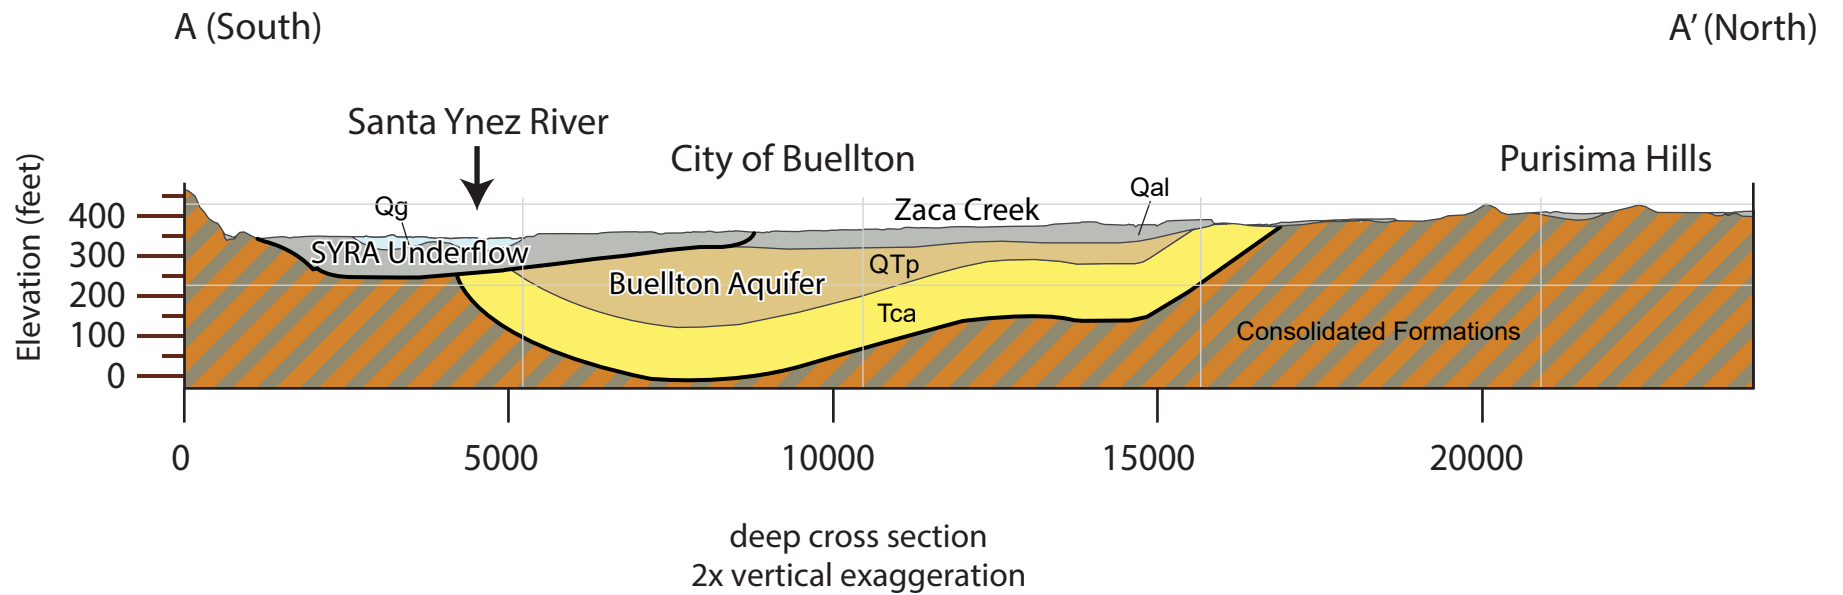 A (South)
A’ (North)
Santa Ynez River
City of Buellton
Purisima Hills
Elevation (feet)
400
300
200
100
0
Qg
Zaca Creek
Qal
SYRA Underflow
QTp
Buellton Aquifer
Tca
Consolidated Formations
0
5000
10000
15000
20000
deep cross section
2x vertical exaggeration